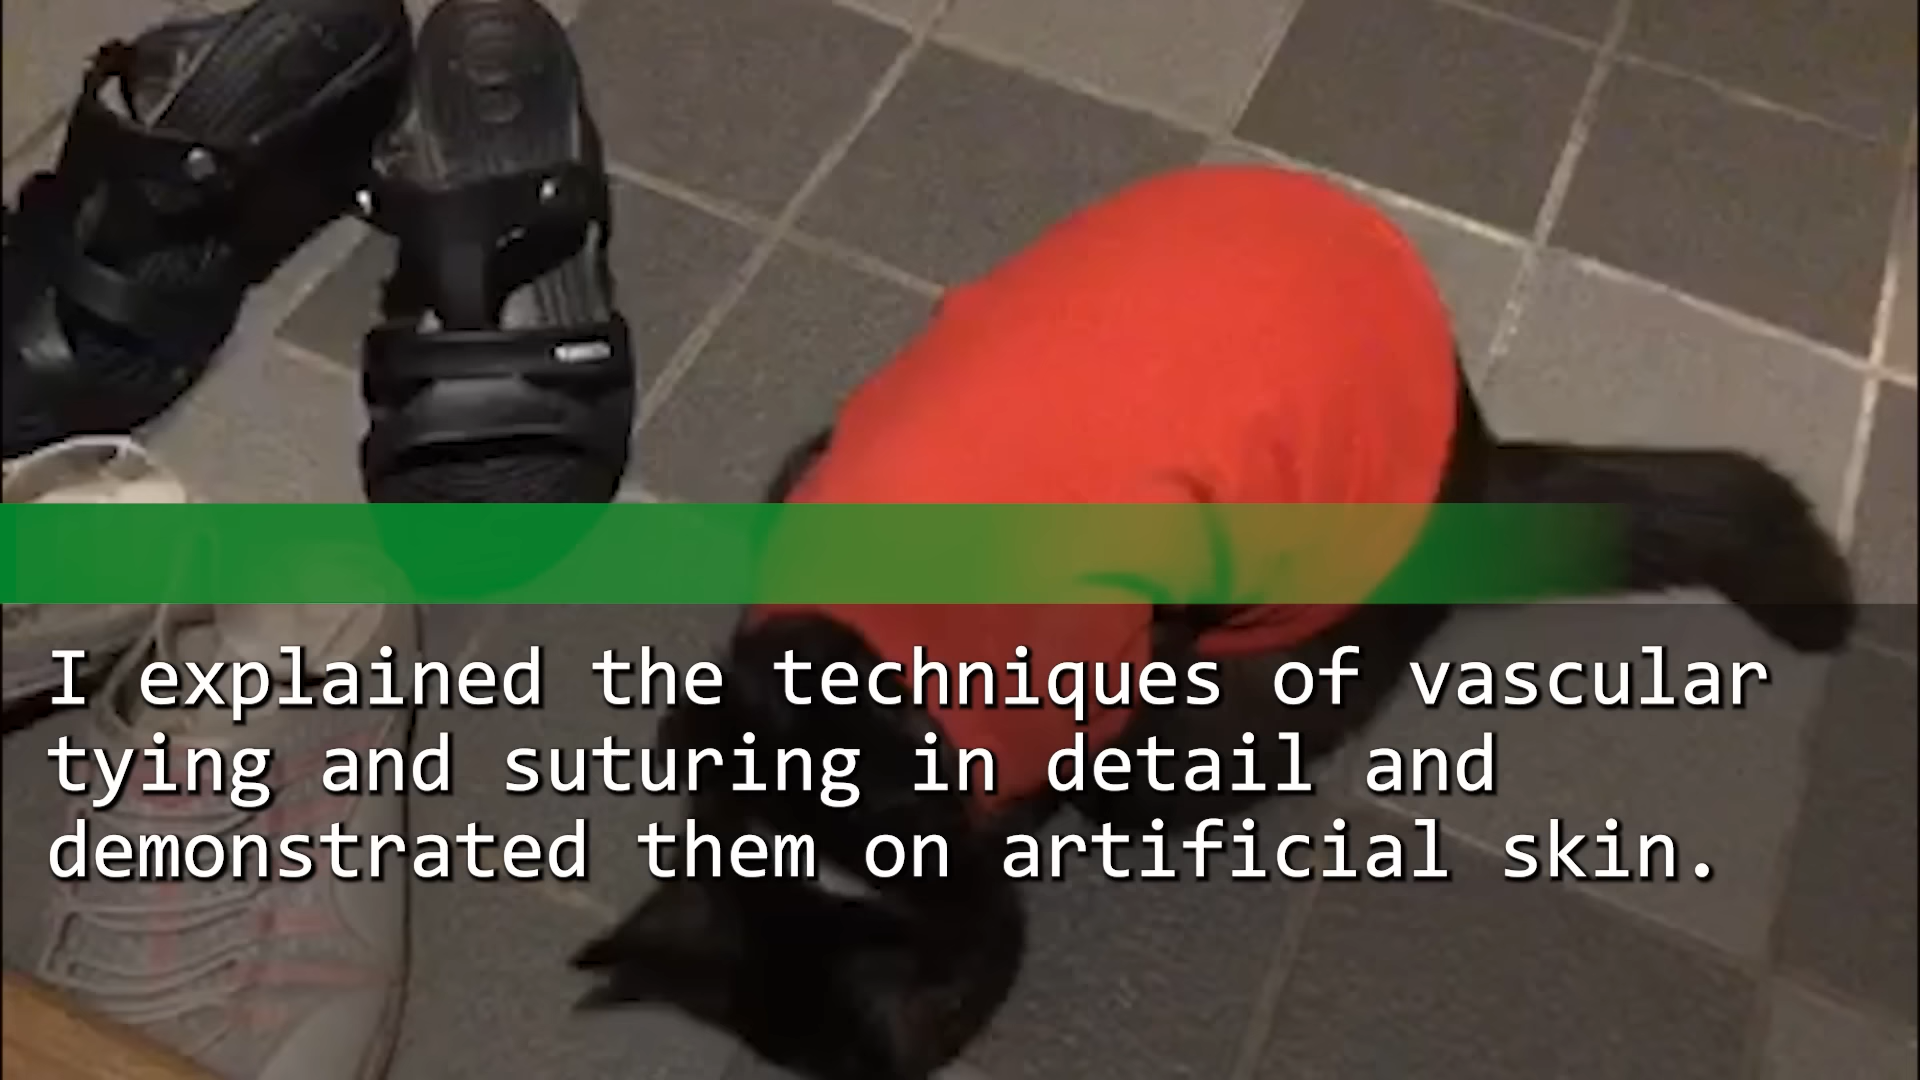 I explained the techniques of vascular
tying and suturing in detail and
demonstrated them on artificial skin.